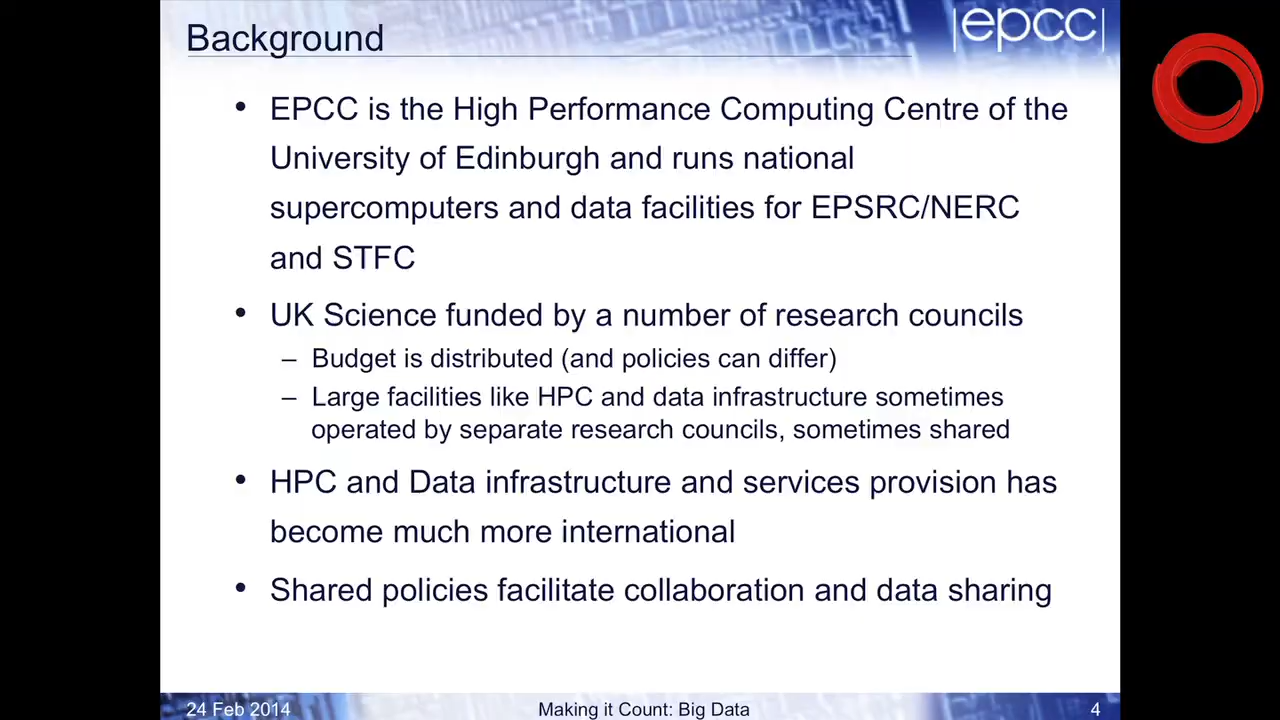 Background
|epcc|
• EPCC is the High Performance Computing Centre of the
University of Edinburgh and runs national
supercomputers and data facilities for EPSRC/NERC
and STFC
• UK Science funded by a number of research councils
– Budget is distributed (and policies can differ)
– Large facilities like HPC and data infrastructure sometimes
operated by separate research councils, sometimes shared
• HPC and Data infrastructure and services provision has
become much more international
• Shared policies facilitate collaboration and data sharing
24 Feb 2014
Making it Count: Big Data
4